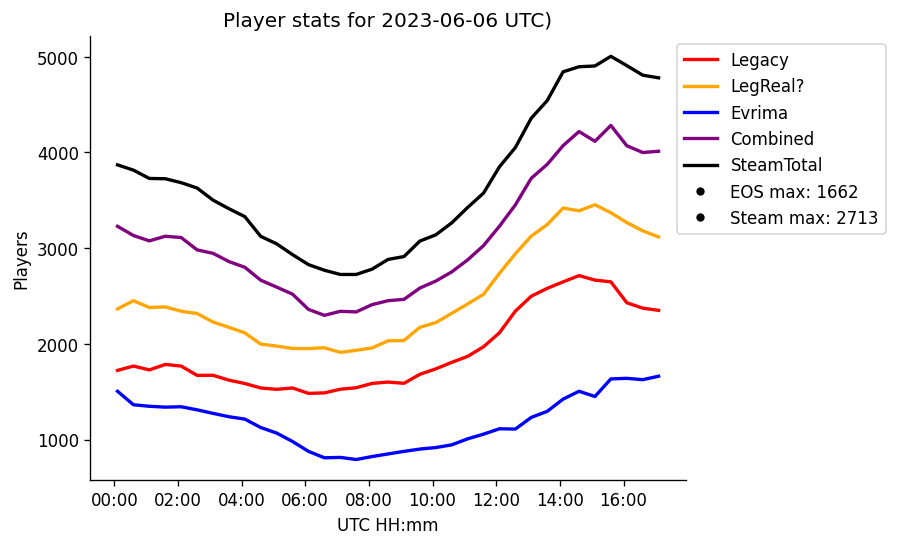 Player stats for 2023-06-06 UTC)
5000
4000
3000
2000
1000
Players
00:00 02:00 04:00 06:00 08:00 10:00 12:00 14:00 16:00
UTC HH:mm
Legacy
LegReal?
Evrima
Combined
SteamTotal
EOS max: 1662
Steam max: 2713